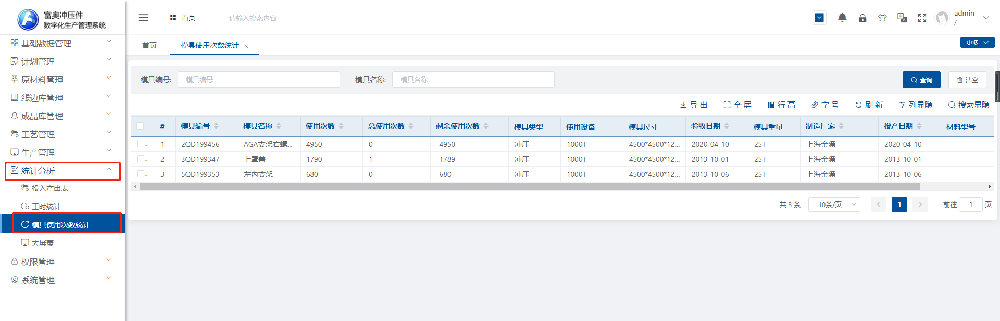 富奥冲压件
数字化生产管理系统
首页
请输入搜索内容
admin
/
基础数据管理
计划管理
原材料管理
线边库管理
成品库管理
工艺管理
生产管理
统计分析
投入产出表
工时统计
模具使用次数统计
大屏幕
权限管理
系统管理
首页 模具使用次数统计 ×
更多
模具编号: 模具编号 模具名称: 模具名称 查询 清空
导出 全屏 行高 字号 刷新 列显隐 搜索显隐
# 模具编号 模具名称 使用次数 总使用次数 剩余使用次数 模具类型 使用设备 模具尺寸 验收日期 模具重量 制造厂家 投产日期 材料型号
1 2QD199456 AGA支架右螺... 4950 0 -4950 冲压 1000T 4500*4500*12... 2020-04-10 25T 上海金涌 2020-04-10
2 3QD199347 上罩盖 1790 1 -1789 冲压 1000T 4500*4500*12... 2013-10-01 25T 上海金涌 2013-10-01
3 5QD199353 左内支架 680 0 -680 冲压 1000T 4500*4500*12... 2013-10-06 25T 上海金涌 2013-10-06
共 3 条 10条/页 1 前往 1 页